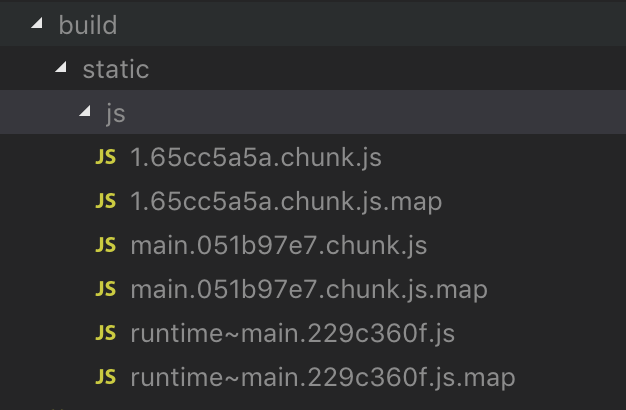 build
static
js
JS 1.65cc5a5a.chunk.js
JS 1.65cc5a5a.chunk.js.map
JS main.051b97e7.chunk.js
JS main.051b97e7.chunk.js.map
JS runtime~main.229c360f.js
JS runtime~main.229c360f.js.map